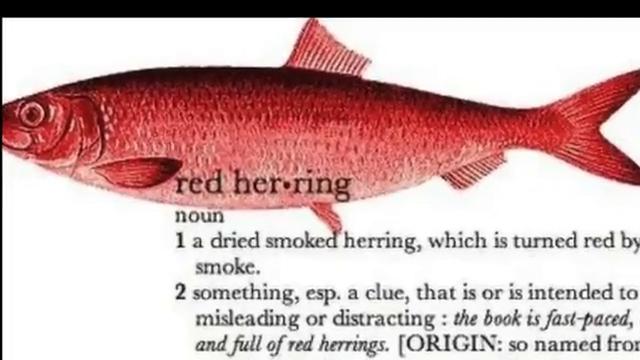 red her•ring
noun
1 a dried smoked herring, which is turned red by
smoke.
2 something, esp. a clue, that is or is intended to
misleading or distracting : the book is fast-paced,
and full of red herrings. [ORIGIN: so named from